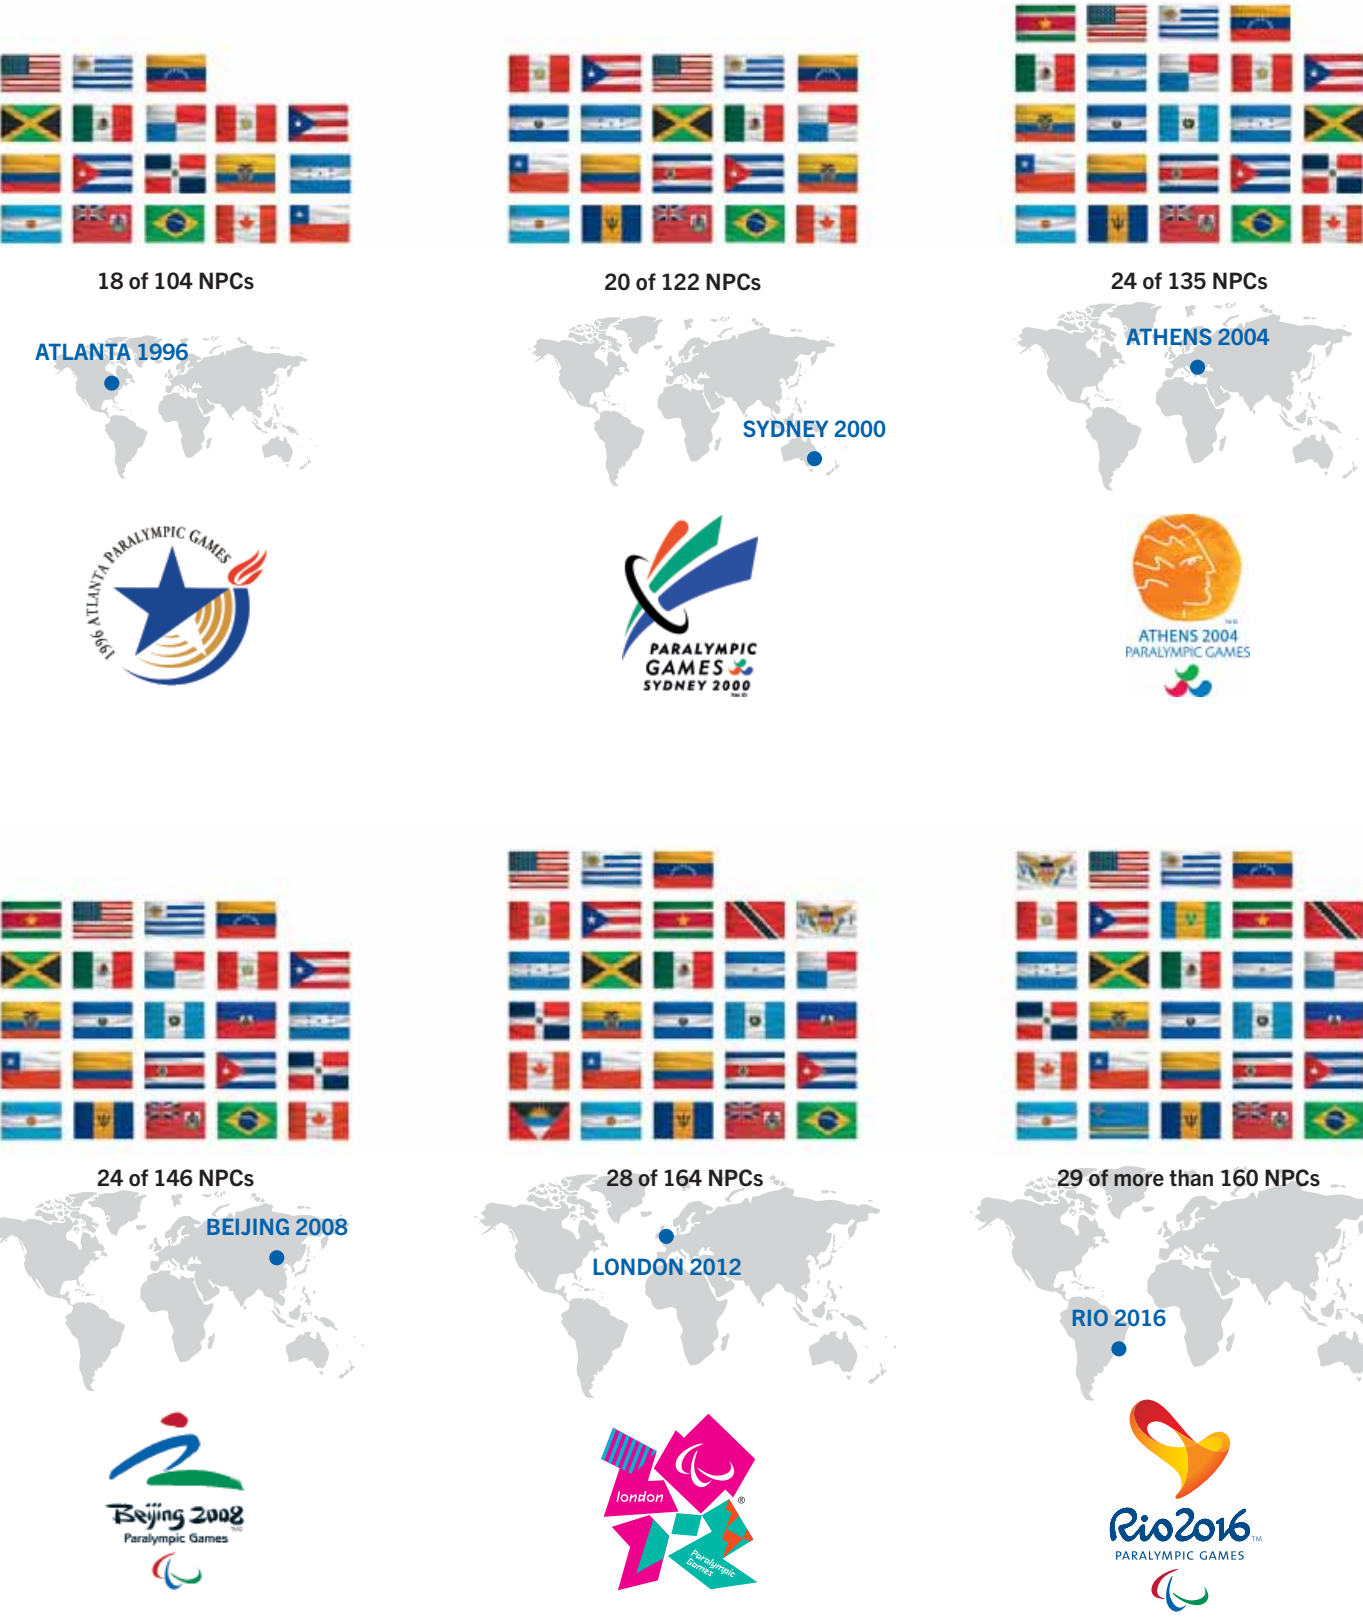 18 of 104 NPCs
20 of 122 NPCs
24 of 135 NPCs
ATLANTA 1996
SYDNEY 2000
ATHENS 2004
1996 ATLANTA PARALYMPIC GAMES
PARALYMPIC
GAMES
SYDNEY 2000
ATHENS 2004
PARALYMPIC GAMES
24 of 146 NPCs
28 of 164 NPCs
29 of more than 160 NPCs
BEIJING 2008
LONDON 2012
RIO 2016
Beijing 2008
Paralympic Games
london
®
Paralympic
Games
Rio2016
TM
PARALYMPIC GAMES